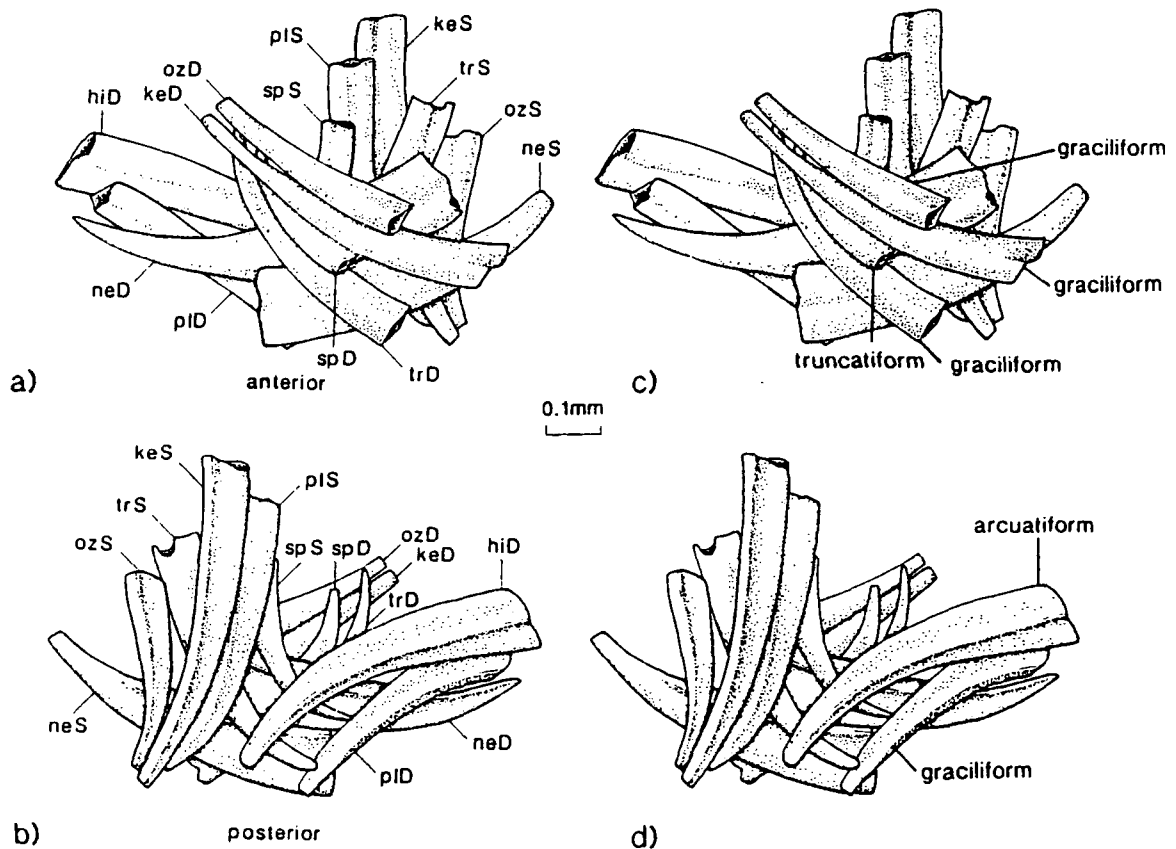 keS
plS
ozD
trS
keD
spS
hiD
ozS
neS
neD
plD
spD
trD
a)
anterior
graciliform
graciliform
truncatiform
graciliform
c)
0.1mm
keS
plS
trS
ozD
ozS
spS
spD
keD
hiD
trD
neS
neD
plD
b)
posterior
arcuatiform
graciliform
d)